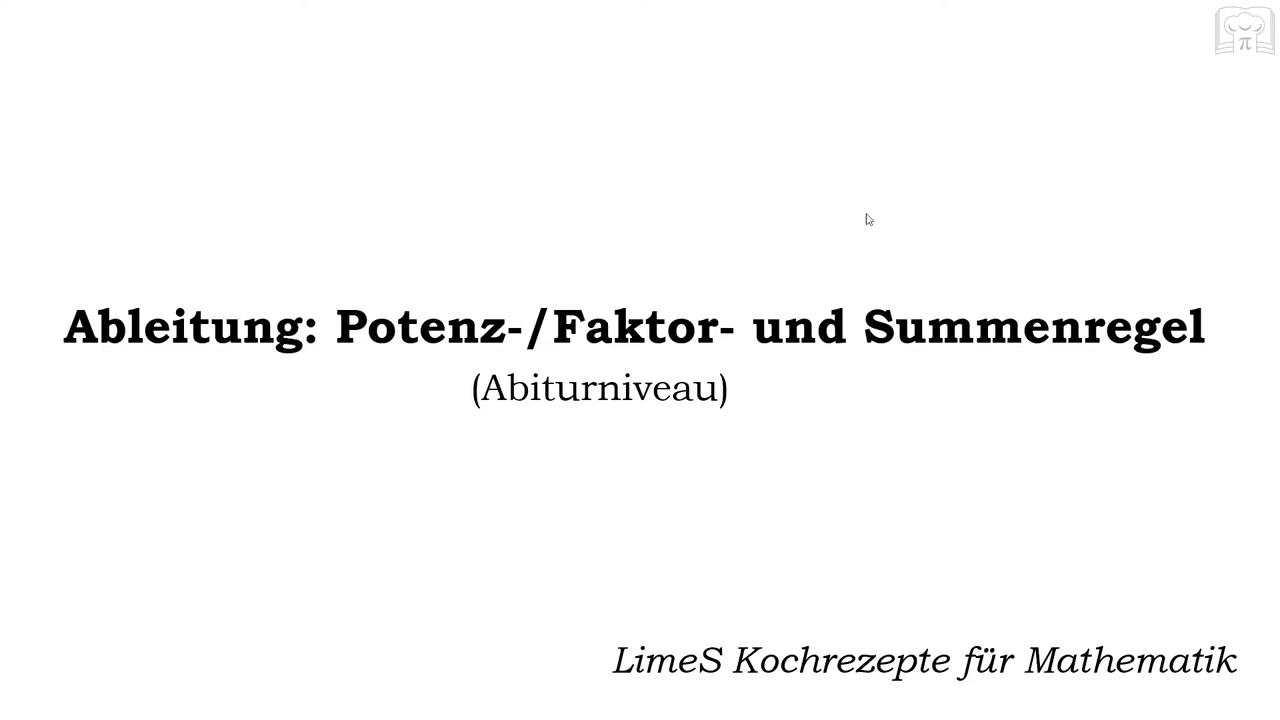 π
Ableitung: Potenz-/Faktor- und Summenregel
(Abiturniveau)
LimeS Kochrezepte für Mathematik